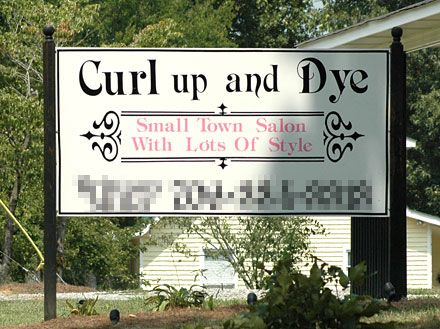 Curl up and Dye
Small Town Salon
With Lots Of Style